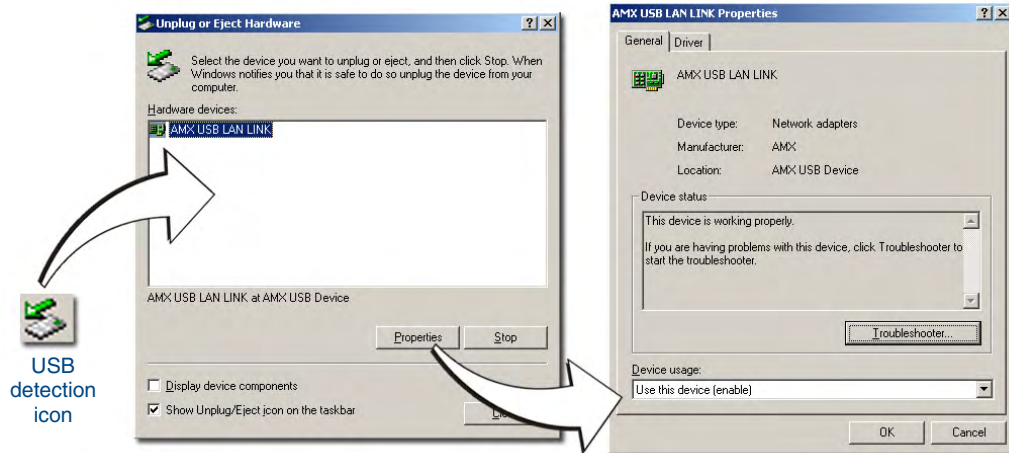 Unplug or Eject Hardware
Select the device you want to unplug or eject, and then click Stop. When
Windows notifies you that it is safe to do so unplug the device from your
computer.
Hardware devices:
AMX USB LAN LINK
AMX USB LAN LINK at AMX USB Device
Properties
Stop
Display device components
Show Unplug/Eject icon on the taskbar
USB
detection
icon
AMX USB LAN LINK Properties
General
Driver
AMX USB LAN LINK
Device type: Network adapters
Manufacturer: AMX
Location: AMX USB Device
Device status
This device is working properly.
If you are having problems with this device, click Troubleshooter to
start the troubleshooter.
Troubleshooter...
Device usage:
Use this device (enable)
OK
Cancel